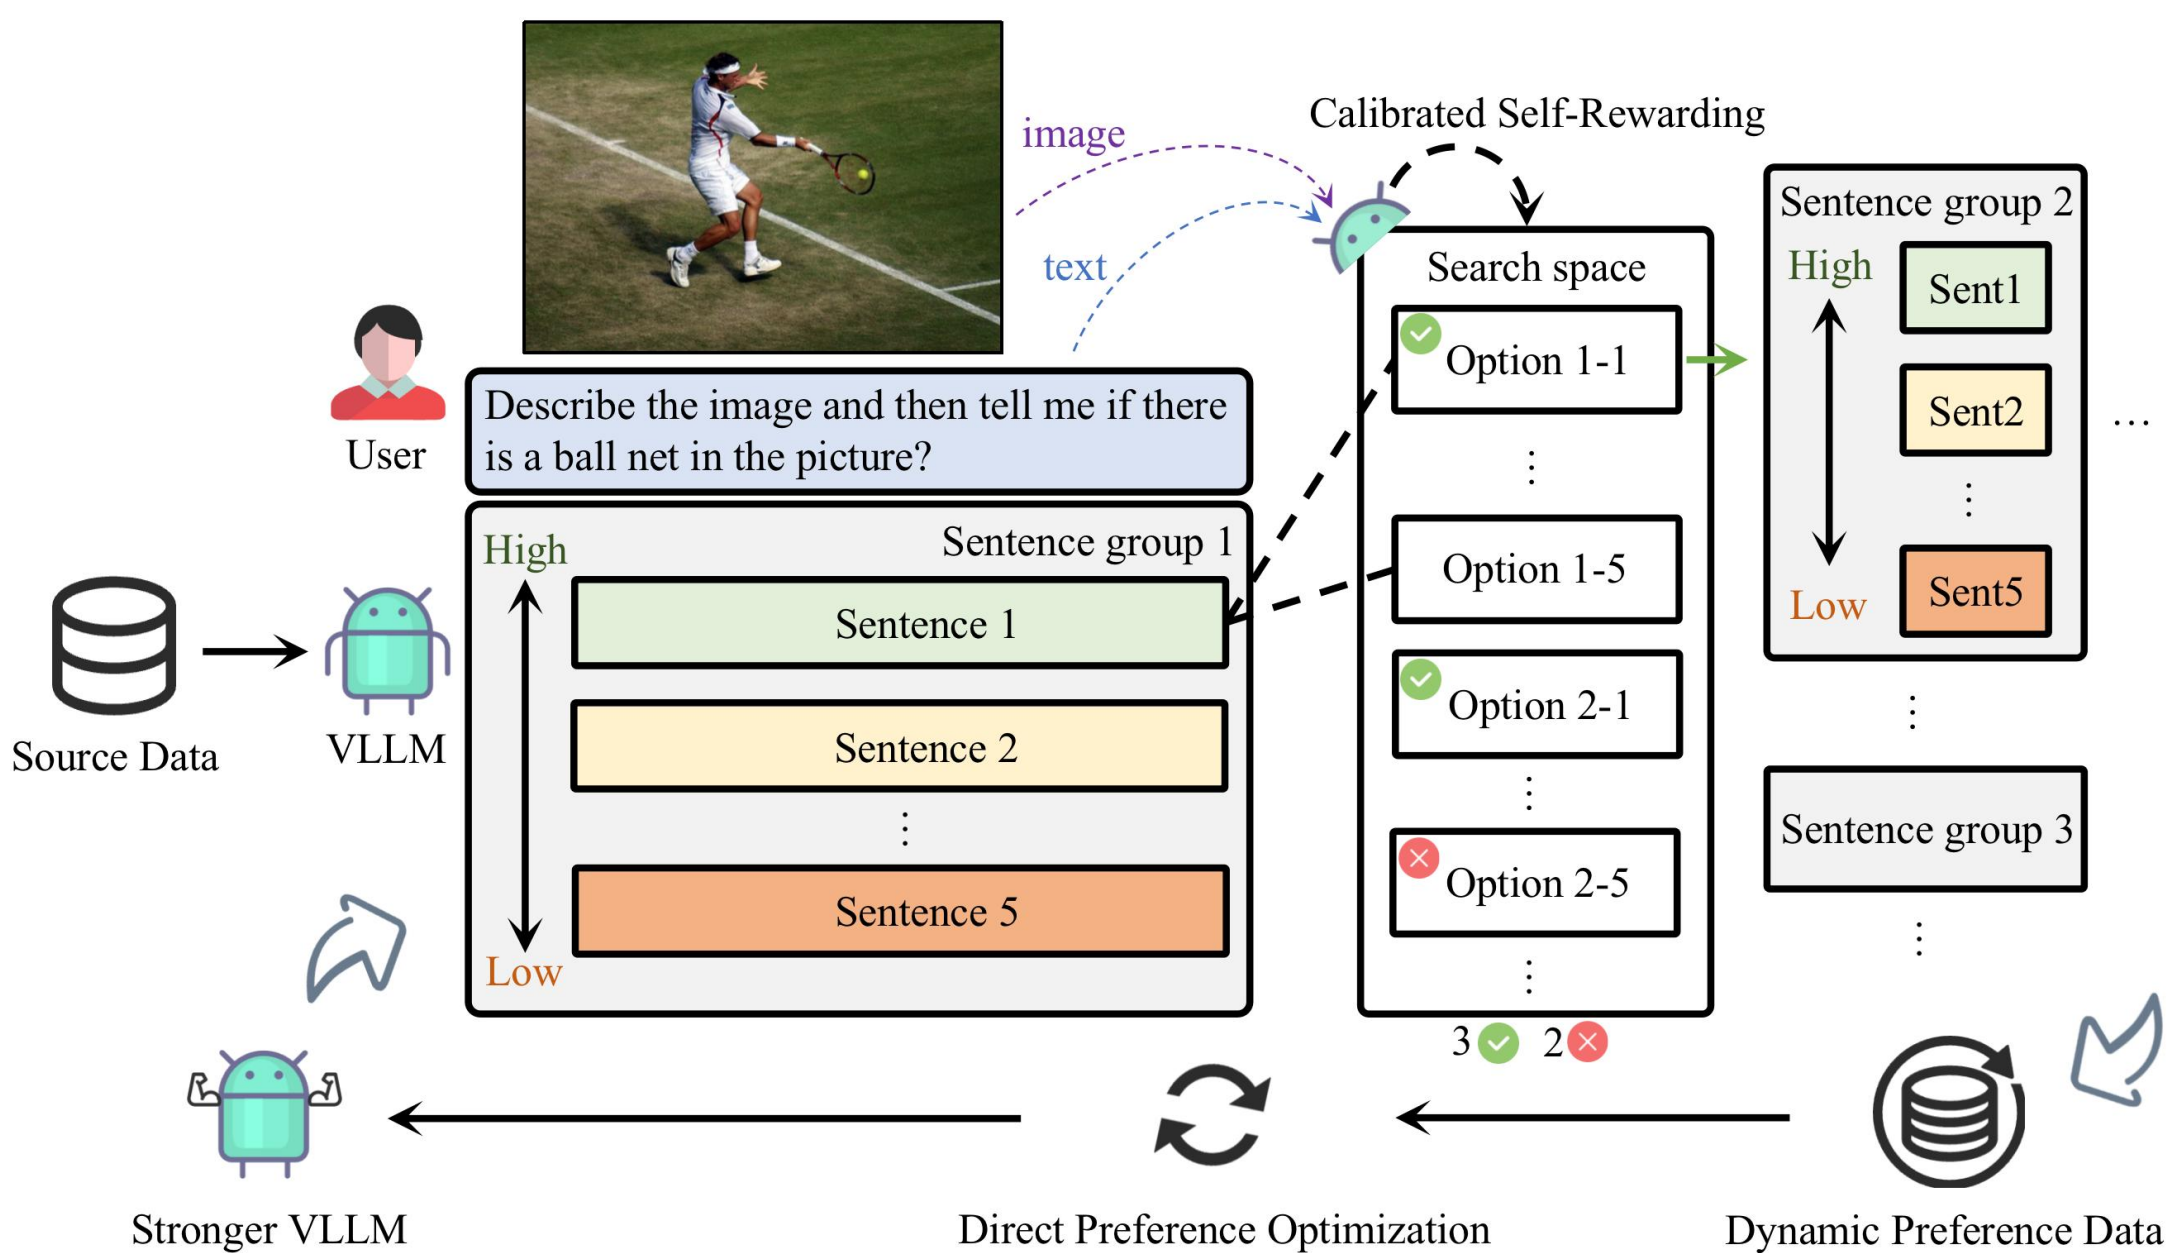 Calibrated Self-Rewarding
image
text
User
Describe the image and then tell me if there
is a ball net in the picture?
Source Data
VLLM
Sentence group 1
High
Sentence 1
Sentence 2
⋮
Sentence 5
Low
Search space
Option 1-1
⋮
Option 1-5
Option 2-1
⋮
Option 2-5
⋮
3 2
Sentence group 2
High
Sent1
Sent2
⋮
Sent5
Low
...
⋮
Sentence group 3
⋮
Stronger VLLM
Direct Preference Optimization
Dynamic Preference Data